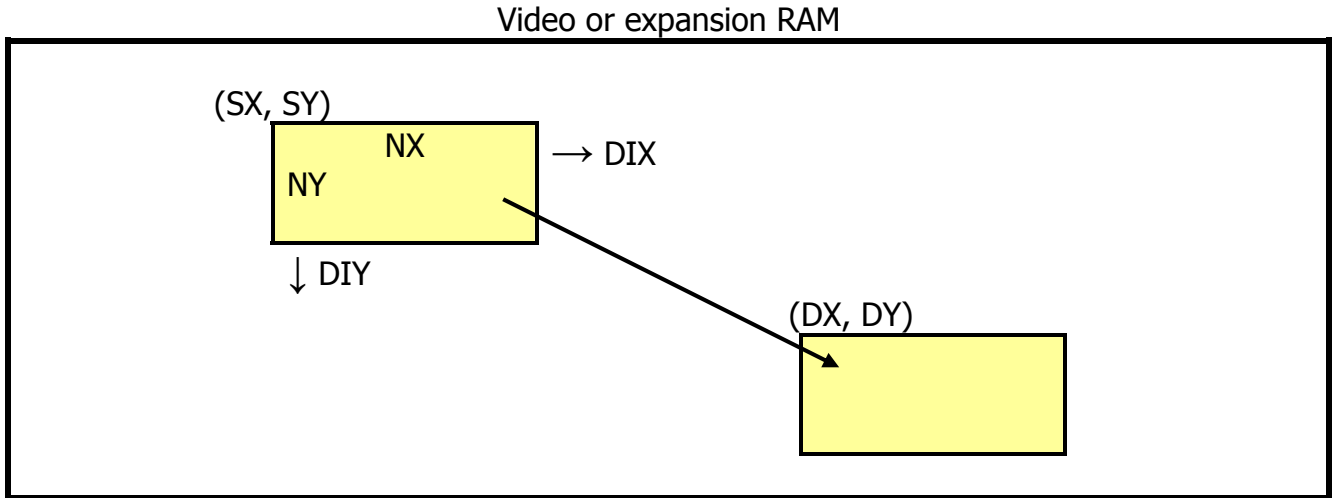 Video or expansion RAM
(SX, SY)
NX
→ DIX
NY
↓ DIY
(DX, DY)